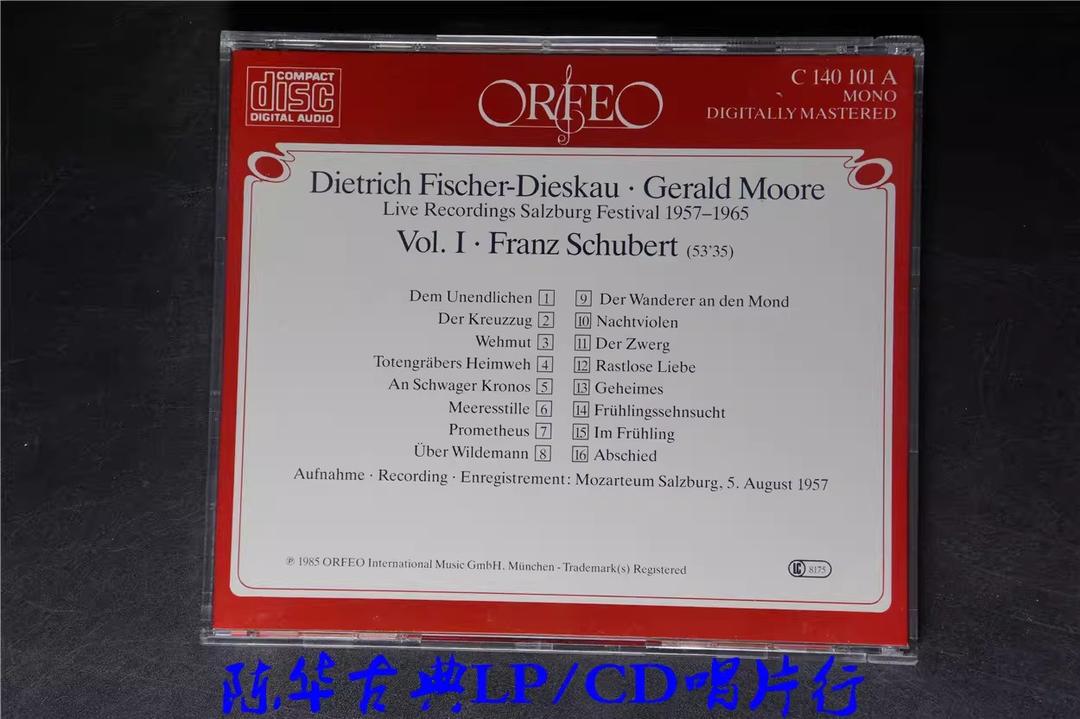 COMPACT
disc
DIGITAL AUDIO
ORFEO
C 140 101 A
MONO
DIGITALLY MASTERED
Dietrich Fischer-Dieskau · Gerald Moore
Live Recordings Salzburg Festival 1957–1965
Vol. I · Franz Schubert (53'35)
Dem Unendlichen 1
Der Kreuzzug 2
Wehmut 3
Totengräbers Heimweh 4
An Schwager Kronos 5
Meeresstille 6
Prometheus 7
Über Wildemann 8
9 Der Wanderer an den Mond
10 Nachtviolen
11 Der Zwerg
12 Rastlose Liebe
13 Geheimes
14 Frühlingssehnsucht
15 Im Frühling
16 Abschied
Aufnahme · Recording · Enregistrement: Mozarteum Salzburg, 5. August 1957
℗ 1985 ORFEO International Music GmbH, München - Trademark(s) Registered
LC 8175
陈华古典LP/CD唱片行